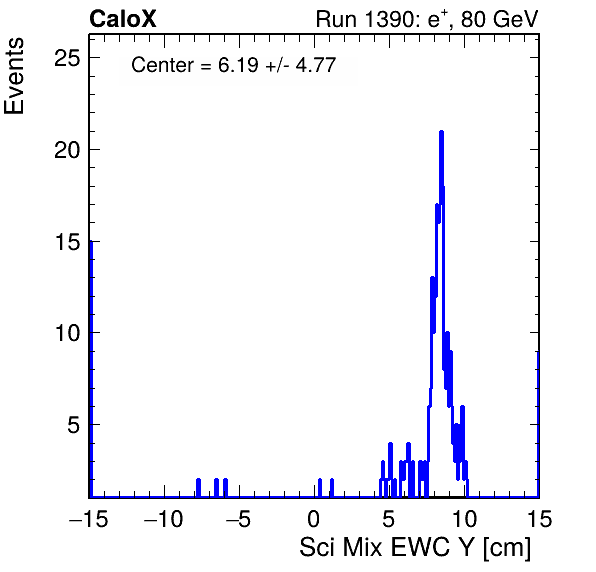 CaloX Run 1390: e+, 80 GeV
Events
Center = 6.19 +/- 4.77
25
20
15
10
5
−15 −10 −5 0 5 10 15
Sci Mix EWC Y [cm]